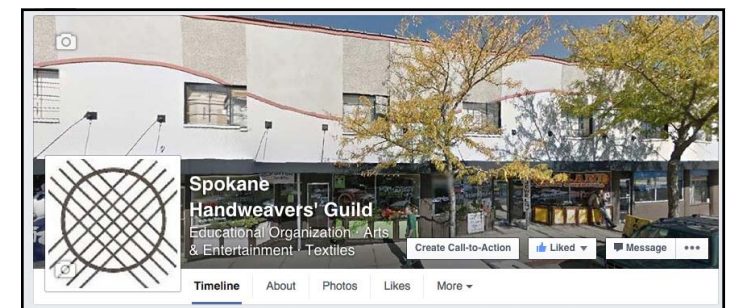 Spokane
Handweavers' Guild
Educational Organization · Arts
& Entertainment · Textiles
Create Call-to-Action
Liked
Message
Timeline
About
Photos
Likes
More